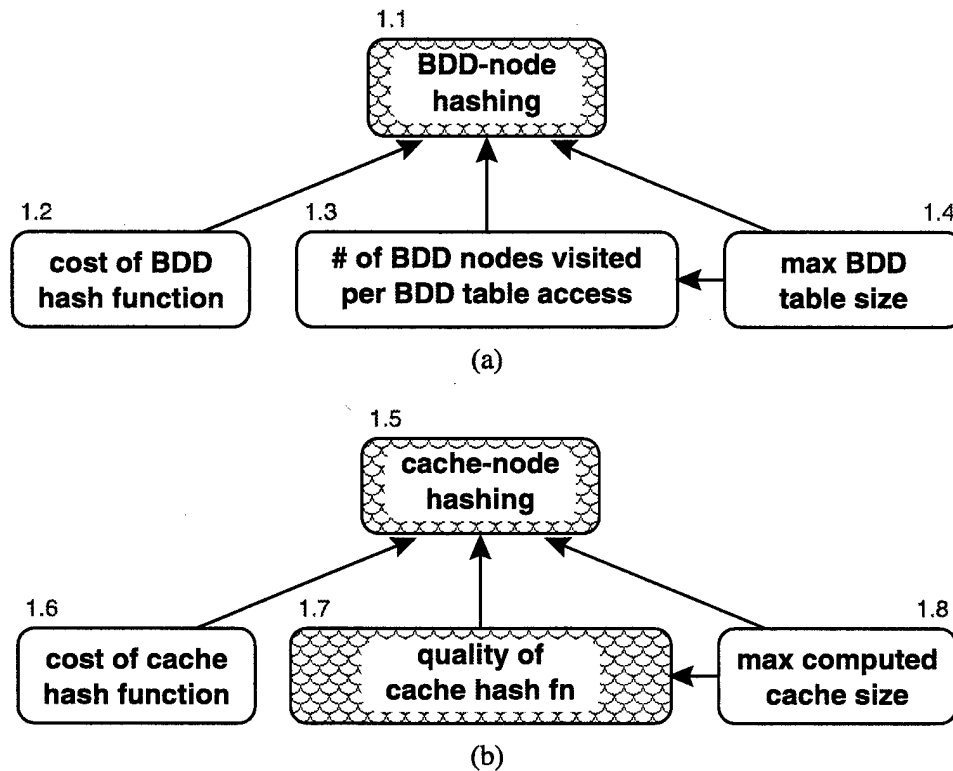 1.1
BDD-node
hashing
1.2
1.3
1.4
cost of BDD
hash function
# of BDD nodes visited
per BDD table access
max BDD
table size
(a)
1.5
cache-node
hashing
1.6
1.7
1.8
cost of cache
hash function
quality of
cache hash fn
max computed
cache size
(b)